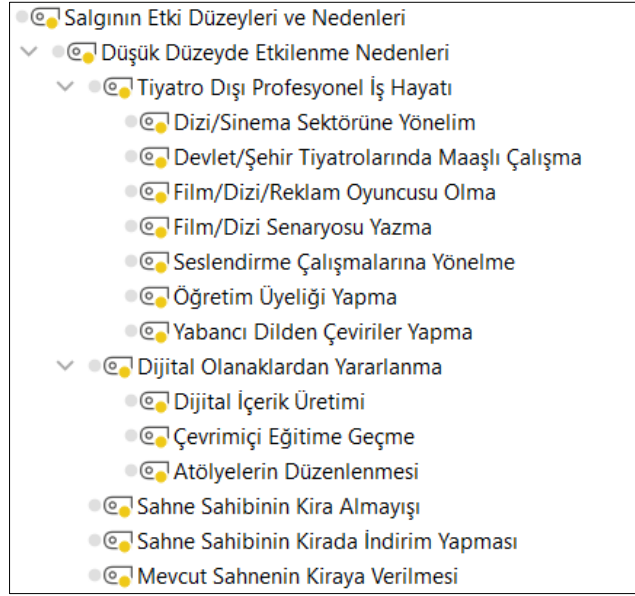 Salgının Etki Düzeyleri ve Nedenleri
Düşük Düzeyde Etkilenme Nedenleri
Tiyatro Dışı Profesyonel İş Hayatı
Dizi/Sinema Sektörüne Yönelim
Devlet/Şehir Tiyatrolarında Maaşlı Çalışma
Film/Dizi/Reklam Oyuncusu Olma
Film/Dizi Senaryosu Yazma
Seslendirme Çalışmalarına Yönelme
Öğretim Üyeliği Yapma
Yabancı Dilden Çeviriler Yapma
Dijital Olanaklardan Yararlanma
Dijital İçerik Üretimi
Çevrimiçi Eğitime Geçme
Atölyelerin Düzenlenmesi
Sahne Sahibinin Kira Almayışı
Sahne Sahibinin Kirada İndirim Yapması
Mevcut Sahnenin Kiraya Verilmesi